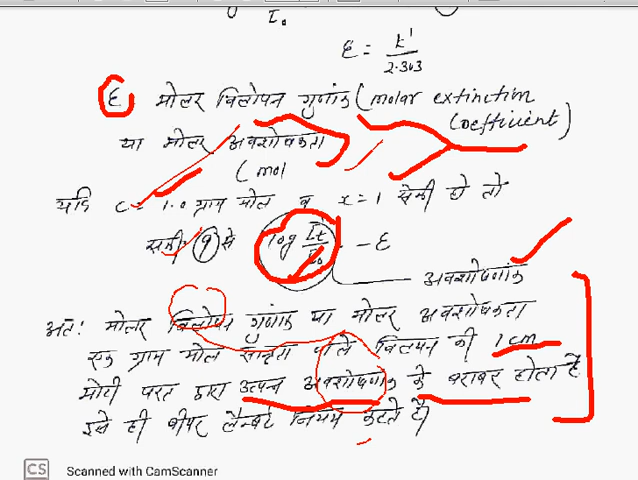 I₀
ε = k'/2.303
ε मोलर विलोपन गुणांक (molar extinction
coefficient)
या मोलर अवशोषकता
(mol
यदि c = 1.0 ग्राम मोल व x = 1 सेमी हो तो
समी. (9) से log It/I₀ - ε
अवशोषणांक
अतः मोलर विलोपन गुणांक या मोलर अवशोषकता
एक ग्राम मोल सान्द्रता वाले विलयन की 1 cm
मोटी परत द्वारा उत्पन्न अवशोषणांक के बराबर होता है
इसे ही बीयर लैम्बर्ट नियम कहते है।
CS Scanned with CamScanner